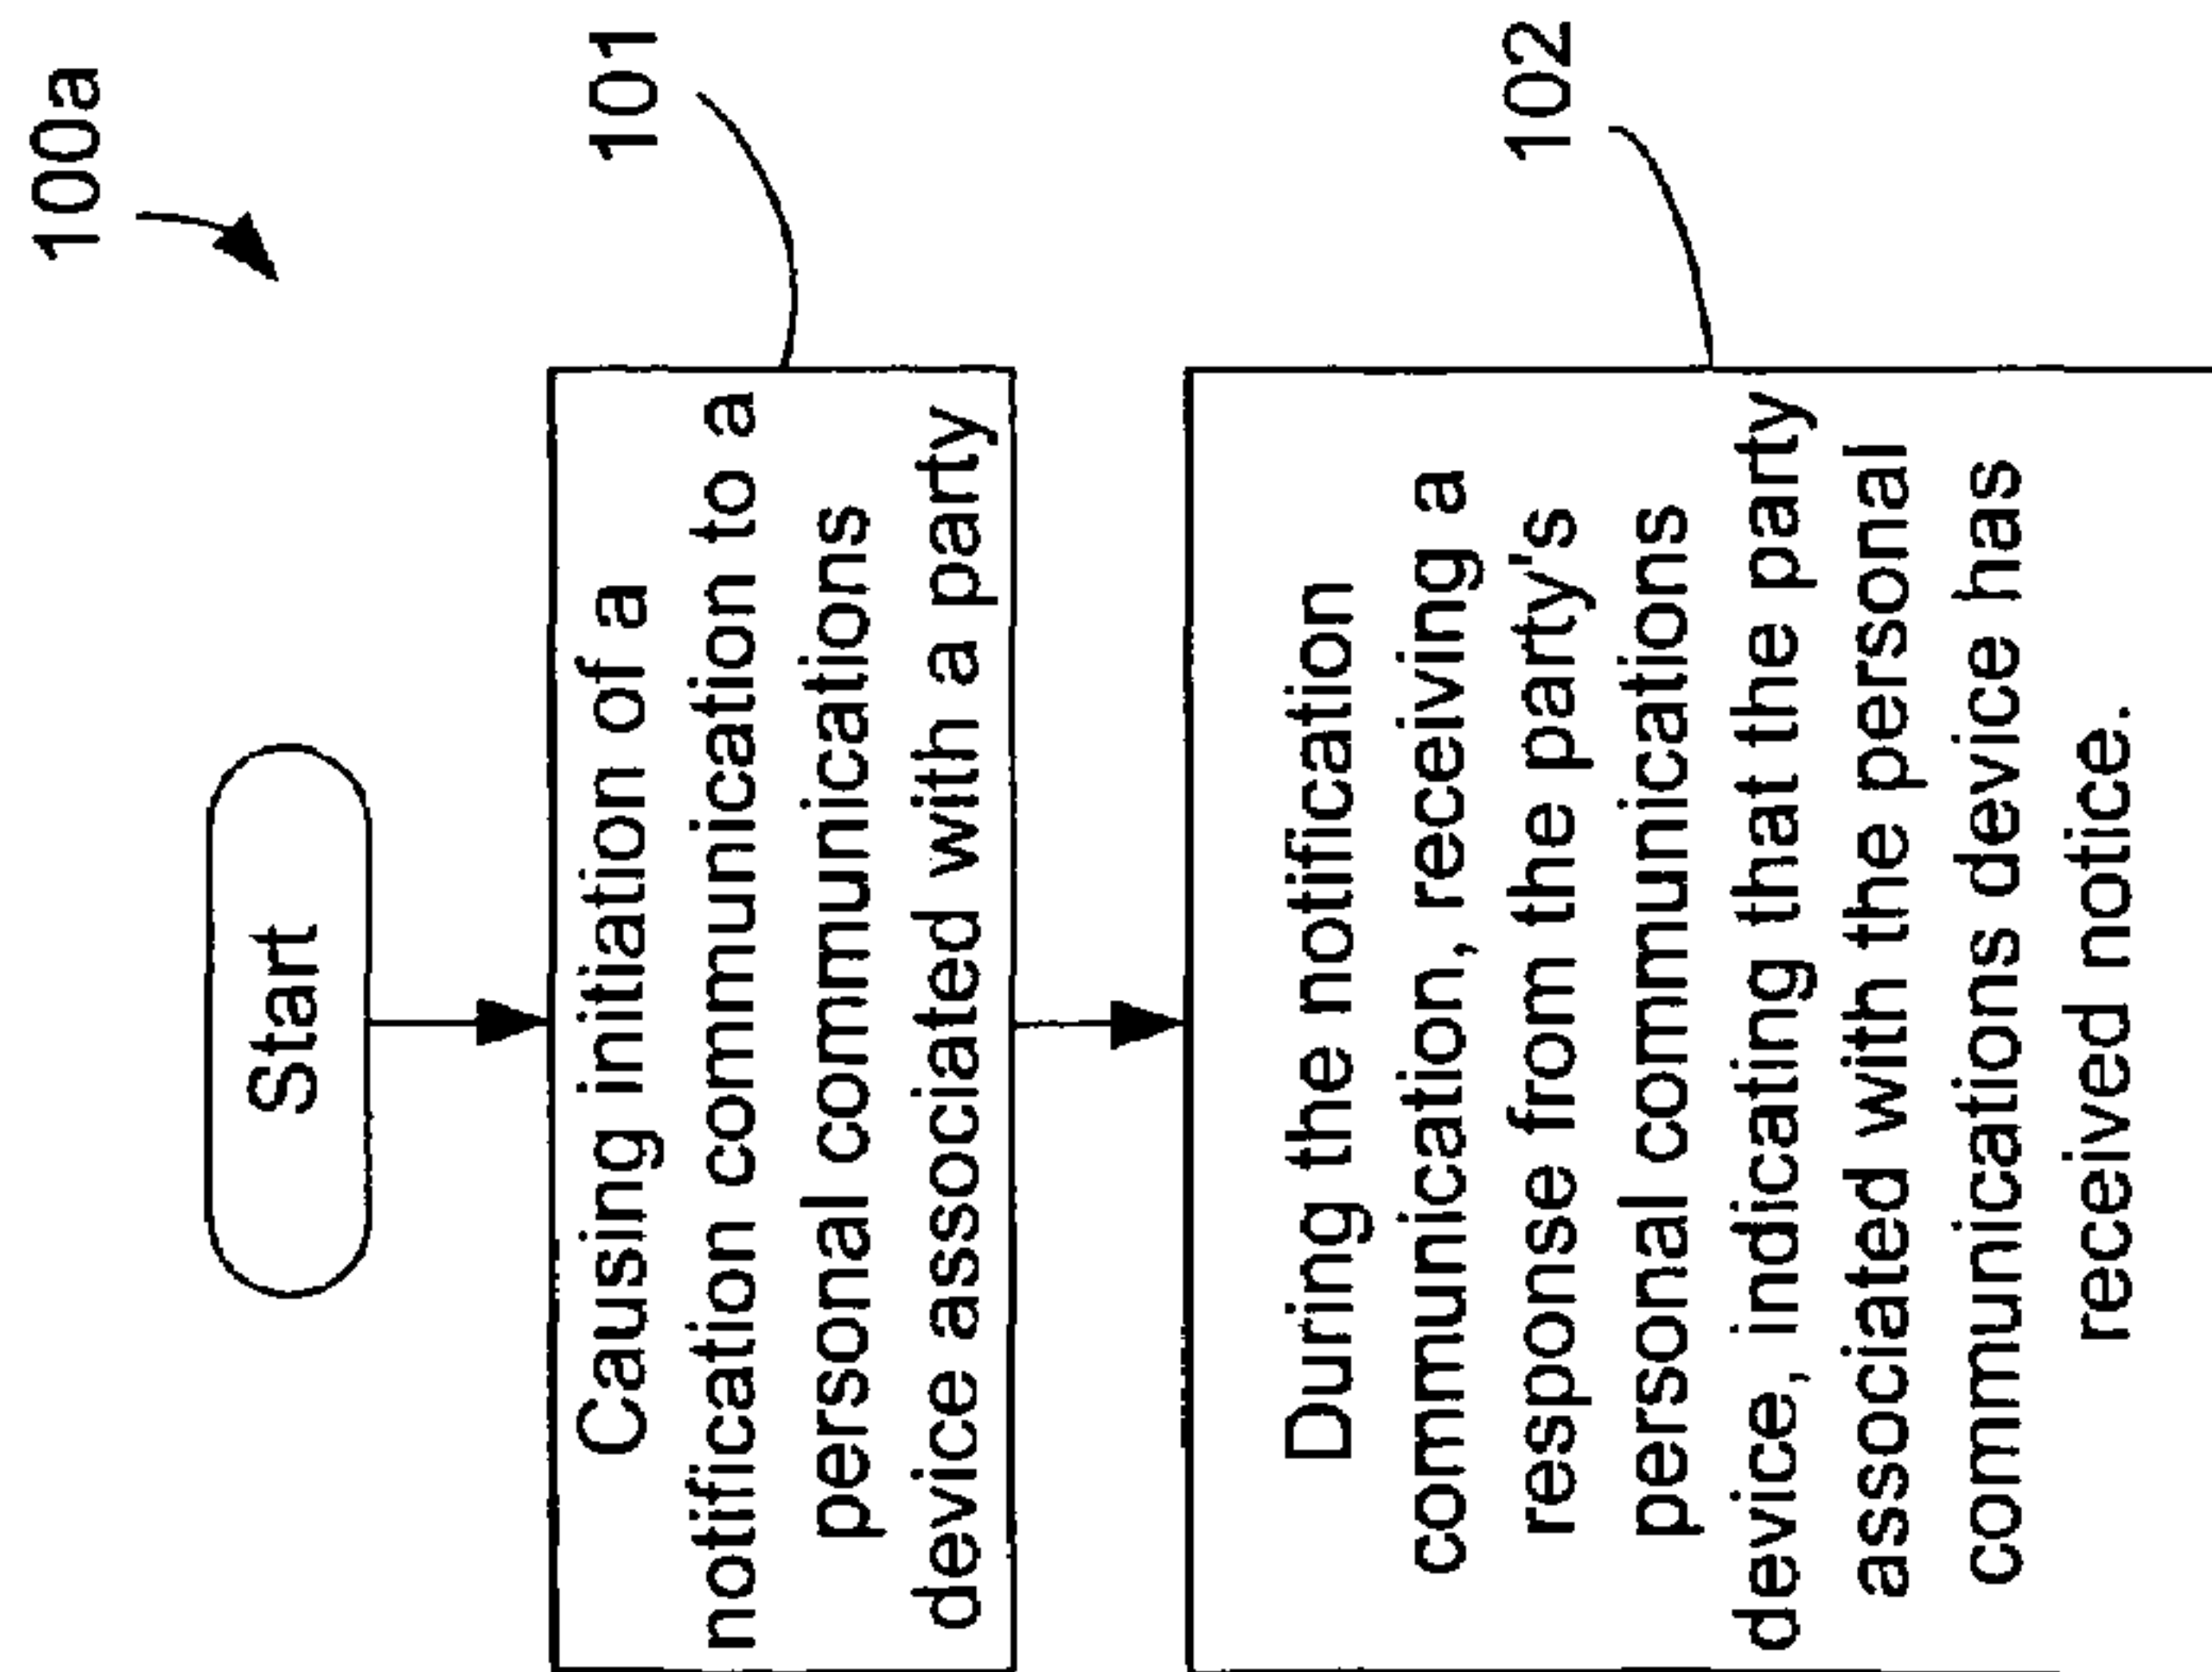 100a
Start
Causing initiation of a
notification communication to a
personal communications
device associated with a party
101
During the notification
communication, receiving a
response from the party's
personal communications
device, indicating that the party
associated with the personal
communications device has
received notice.
102